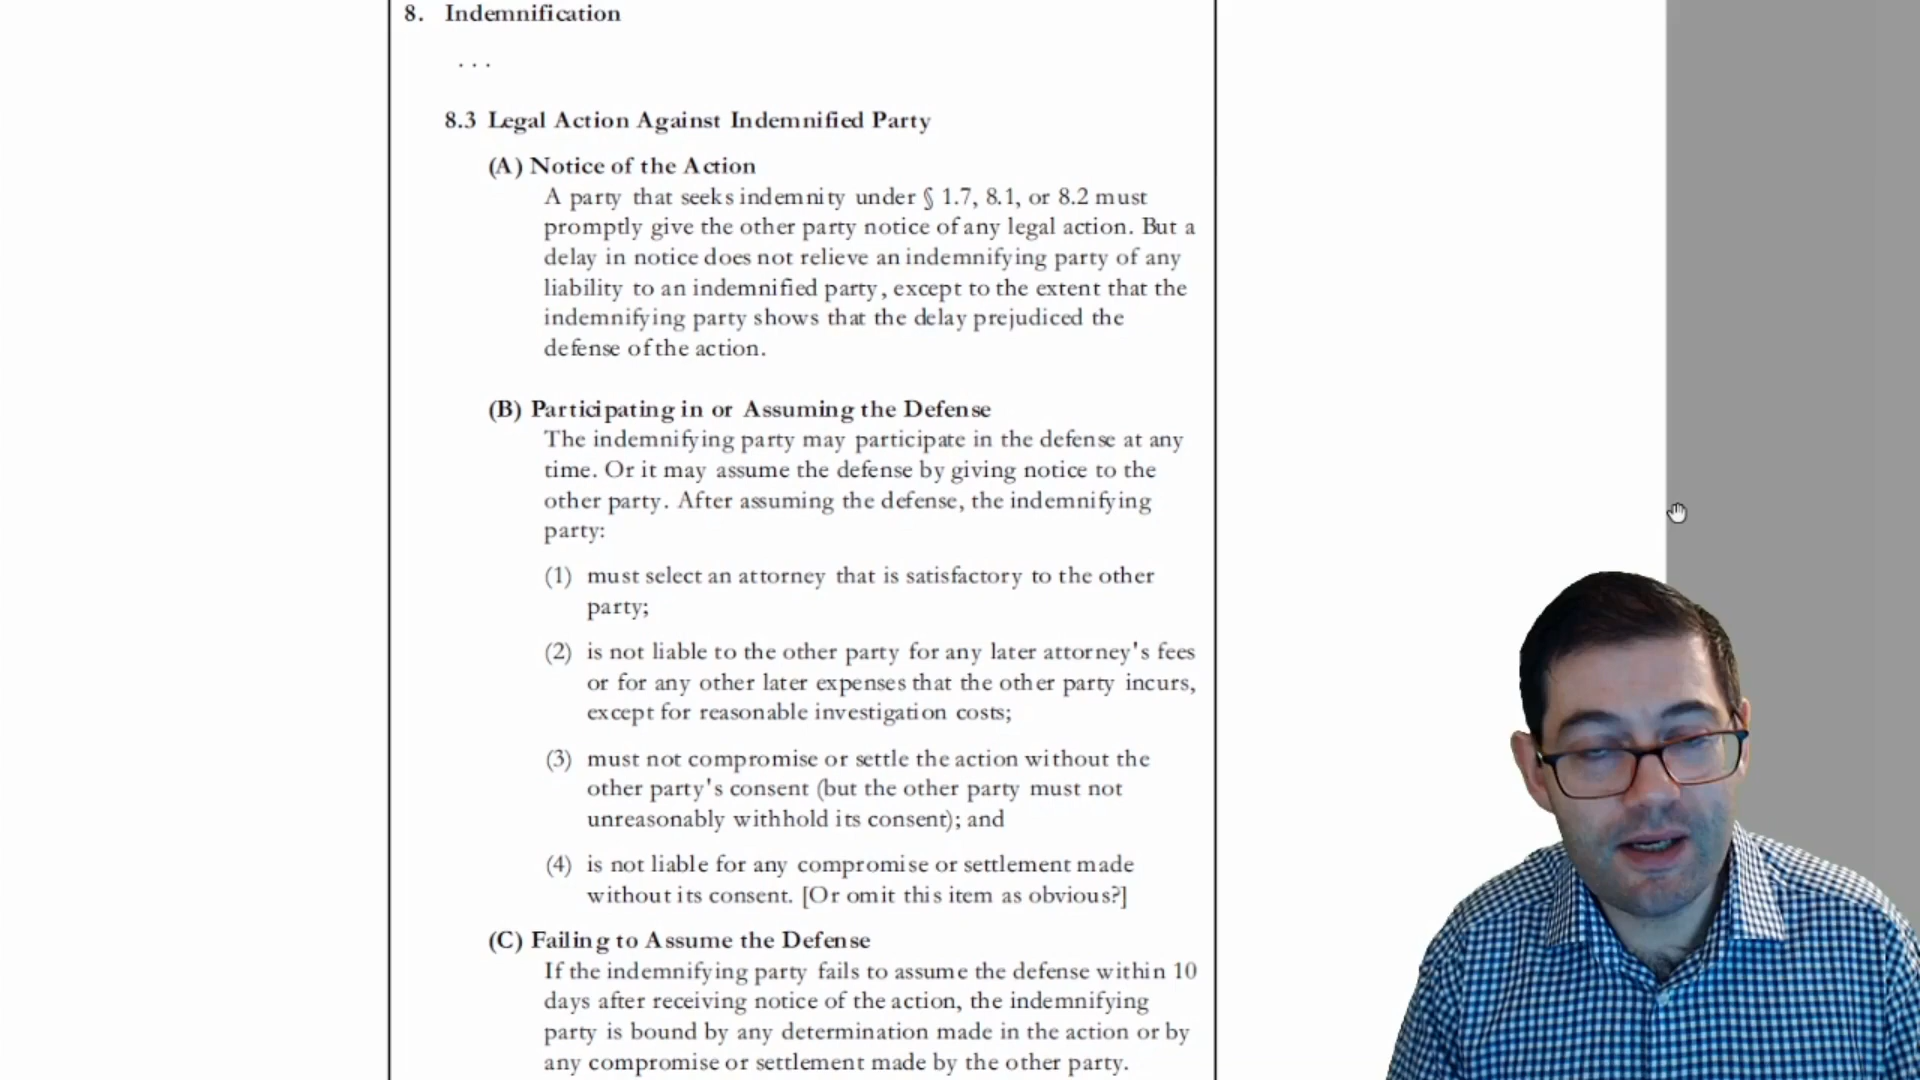 8. Indemnification
. . .
8.3 Legal Action Against Indemnified Party
(A) Notice of the Action
A party that seeks indemnity under § 1.7, 8.1, or 8.2 must
promptly give the other party notice of any legal action. But a
delay in notice does not relieve an indemnifying party of any
liability to an indemnified party, except to the extent that the
indemnifying party shows that the delay prejudiced the
defense of the action.
(B) Participating in or Assuming the Defense
The indemnifying party may participate in the defense at any
time. Or it may assume the defense by giving notice to the
other party. After assuming the defense, the indemnifying
party:
(1) must select an attorney that is satisfactory to the other
party;
(2) is not liable to the other party for any later attorney's fees
or for any other later expenses that the other party incurs,
except for reasonable investigation costs;
(3) must not compromise or settle the action without the
other party's consent (but the other party must not
unreasonably withhold its consent); and
(4) is not liable for any compromise or settlement made
without its consent. [Or omit this item as obvious?]
(C) Failing to Assume the Defense
If the indemnifying party fails to assume the defense within 10
days after receiving notice of the action, the indemnifying
party is bound by any determination made in the action or by
any compromise or settlement made by the other party.